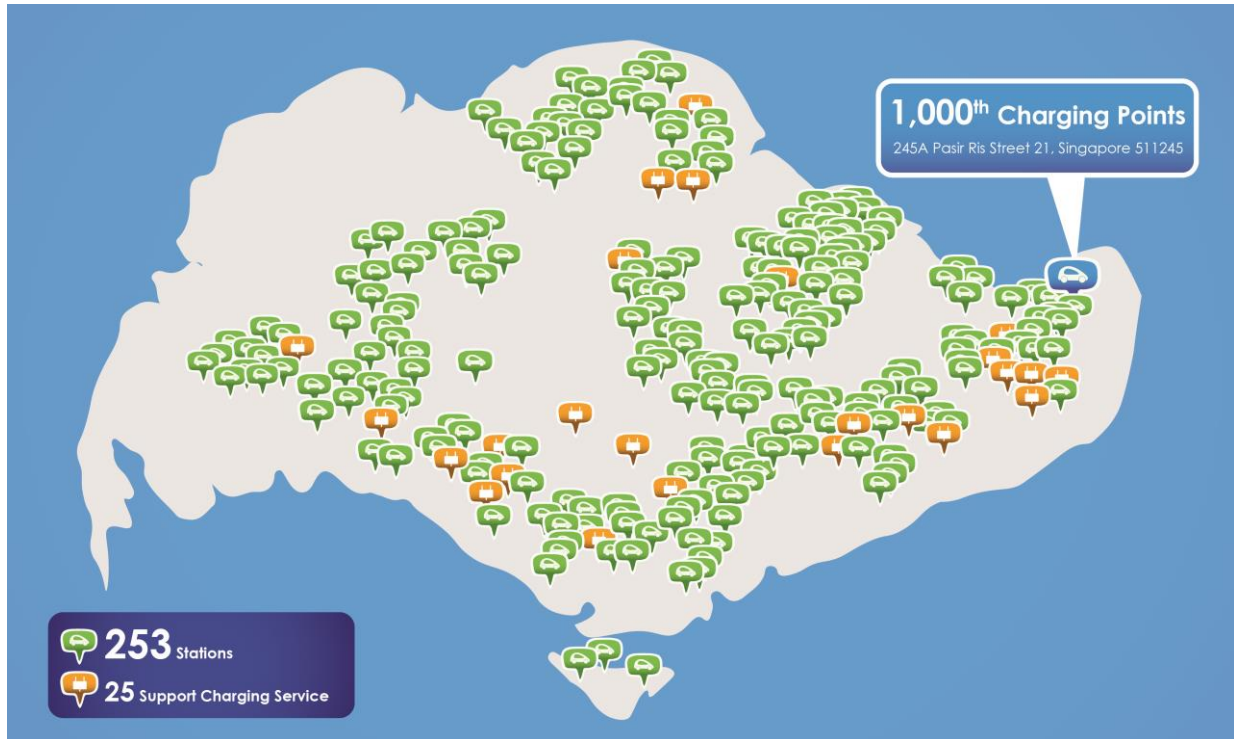 1,000th Charging Points
245A Pasir Ris Street 21, Singapore 511245
253 Stations
25 Support Charging Service